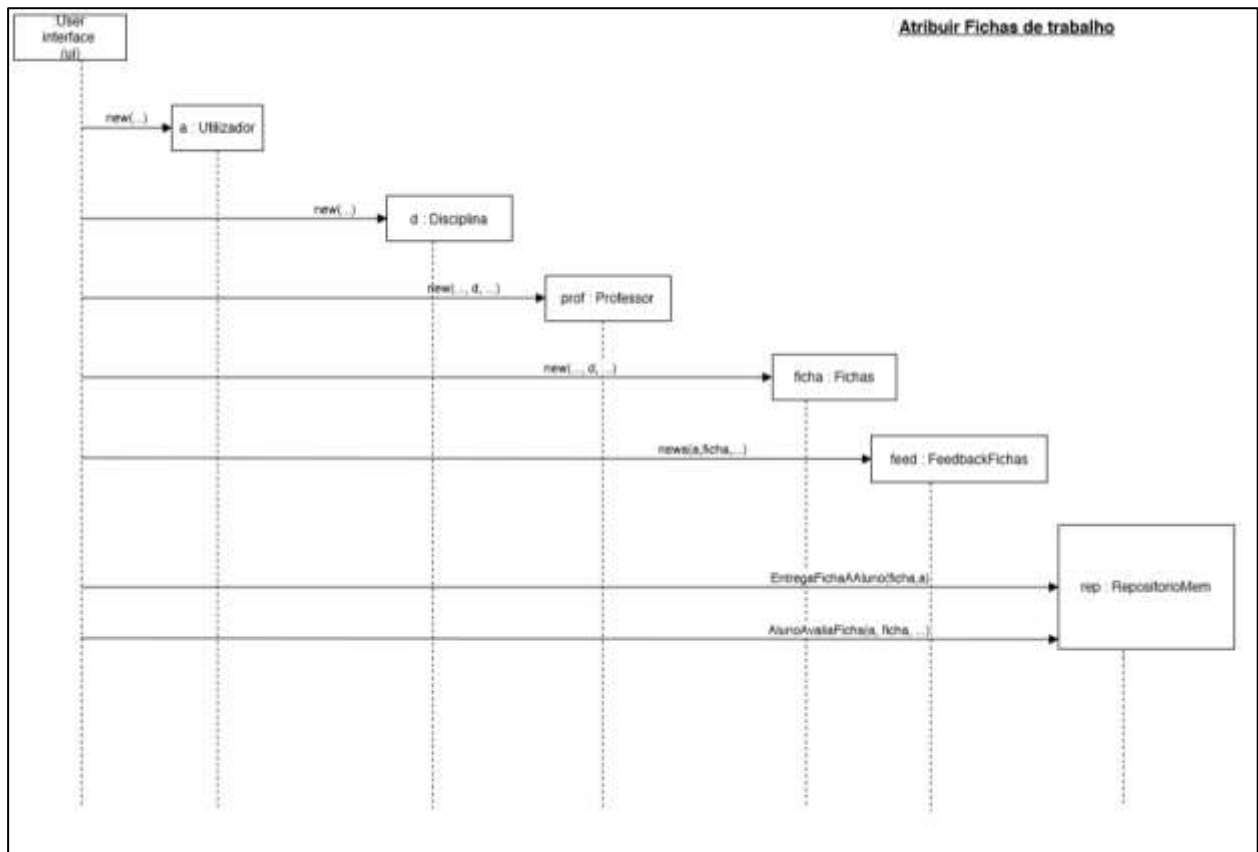 User
interface
(ui)
Atribuir Fichas de trabalho
new(...)
a : Utilizador
new(...)
d : Disciplina
new(..., d, ...)
prof : Professor
new(..., d, ...)
ficha : Fichas
news(a,ficha,...)
feed : FeedbackFichas
EntregaFichaAAluno(ficha,a)
rep : RepositorioMem
AlunoAvaliaFicha(a, ficha, ...)